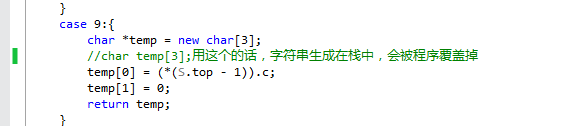 }
case 9:{
char *temp = new char[3];
//char temp[3];用这个的话，字符串生成在栈中，会被程序覆盖掉
temp[0] = (*(S.top - 1)).c;
temp[1] = 0;
return temp;
}